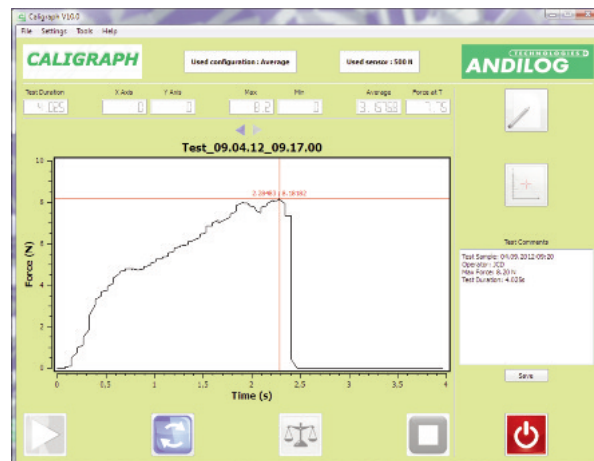 Caligraph V10.0
File Settings Tools Help
CALIGRAPH
Used configuration : Average
Used sensor : 500 N
TECHNOLOGIES
ANDILOG
Test Duration X Axis Y Axis Max Min Average Force at T
4.025 0 0 8.2 0 3.15768 7.75
Test_09.04.12_09.17.00
10
8
6
4
2
0
Force (N)
0 0.5 1 1.5 2 2.5 3 3.5 4
Time (s)
Test Comments
Test Sample: 04.09.2012-09:20
Operator: JCD
Max Force: 8.20 N
Test Duration: 4.025s
Save